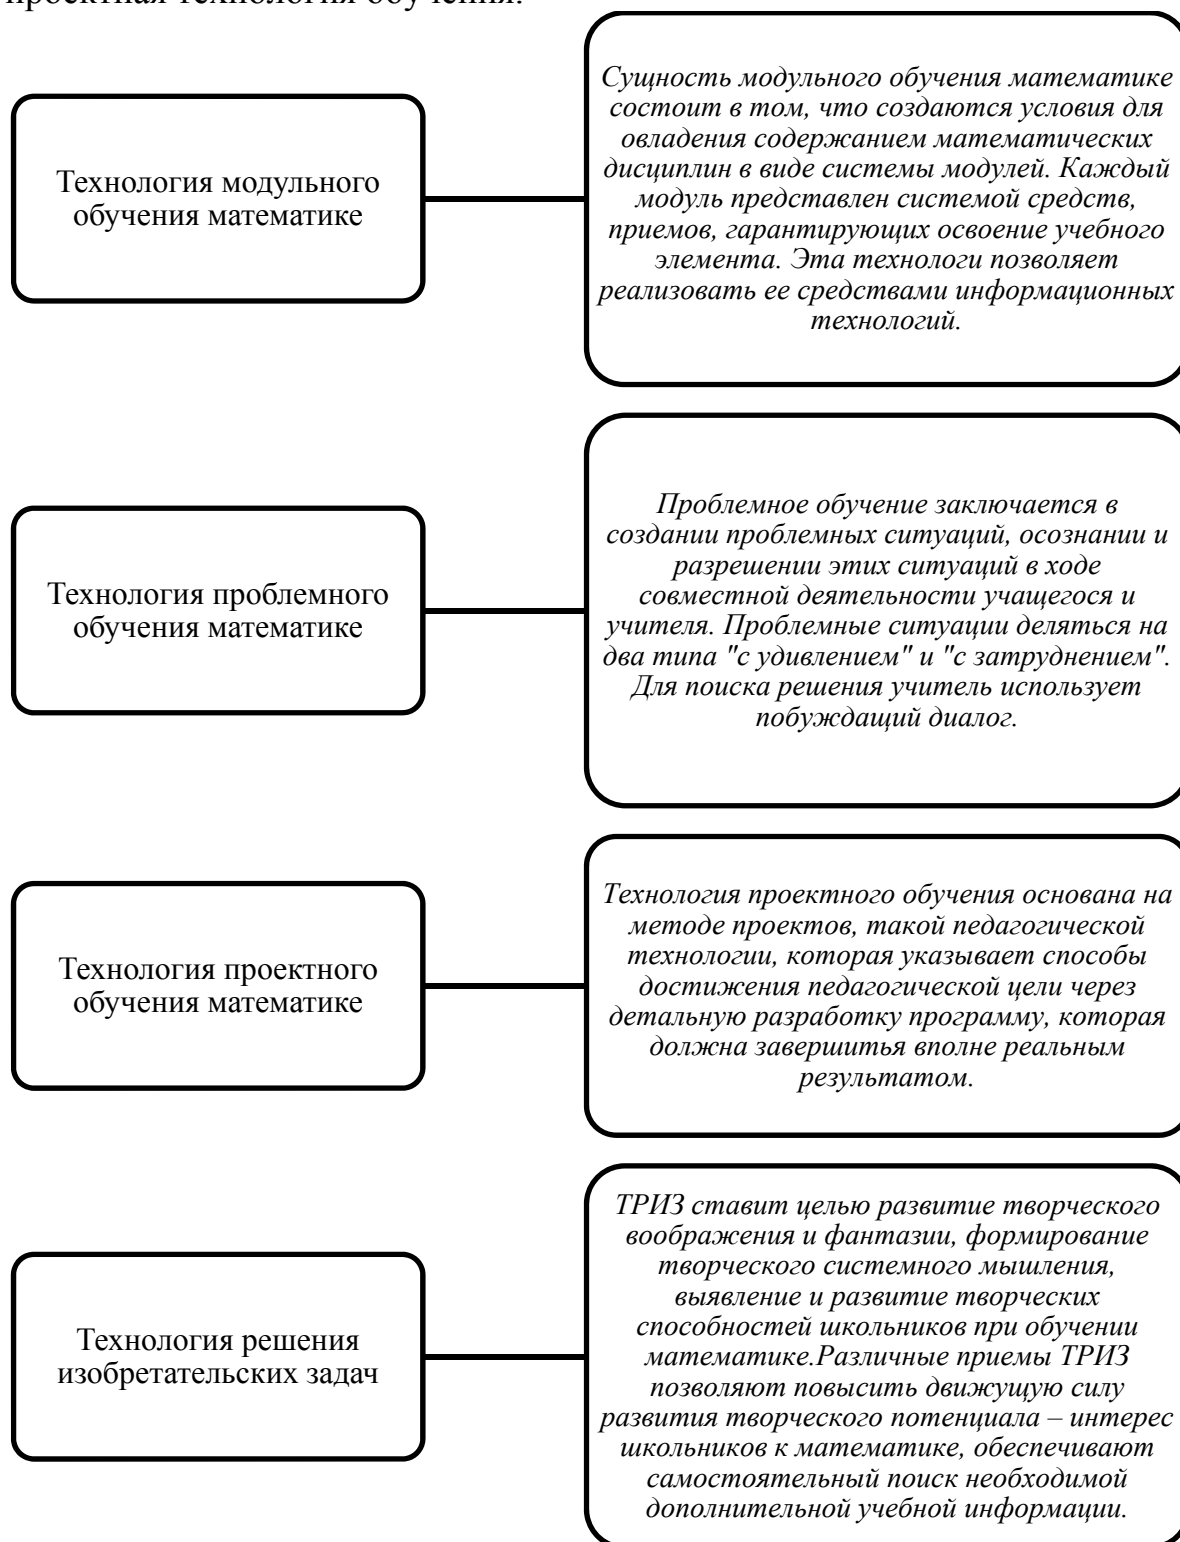 проектная технология обучения.
Технология модульного
обучения математике
Сущность модульного обучения математике
состоит в том, что создаются условия для
овладения содержанием математических
дисциплин в виде системы модулей. Каждый
модуль представлен системой средств,
приемов, гарантирующих освоение учебного
элемента. Эта технологи позволяет
реализовать ее средствами информационных
технологий.
Технология проблемного
обучения математике
Проблемное обучение заключается в
создании проблемных ситуаций, осознании и
разрешении этих ситуаций в ходе
совместной деятельности учащегося и
учителя. Проблемные ситуации деляться на
два типа "с удивлением" и "с затруднением".
Для поиска решения учитель использует
побуждащий диалог.
Технология проектного
обучения математике
Технология проектного обучения основана на
методе проектов, такой педагогической
технологии, которая указывает способы
достижения педагогической цели через
детальную разработку программу, которая
должна завершитья вполне реальным
результатом.
Технология решения
изобретательских задач
ТРИЗ ставит целью развитие творческого
воображения и фантазии, формирование
творческого системного мышления,
выявление и развитие творческих
способностей школьников при обучении
математике.Различные приемы ТРИЗ
позволяют повысить движущую силу
развития творческого потенциала – интерес
школьников к математике, обеспечивают
самостоятельный поиск необходимой
дополнительной учебной информации.